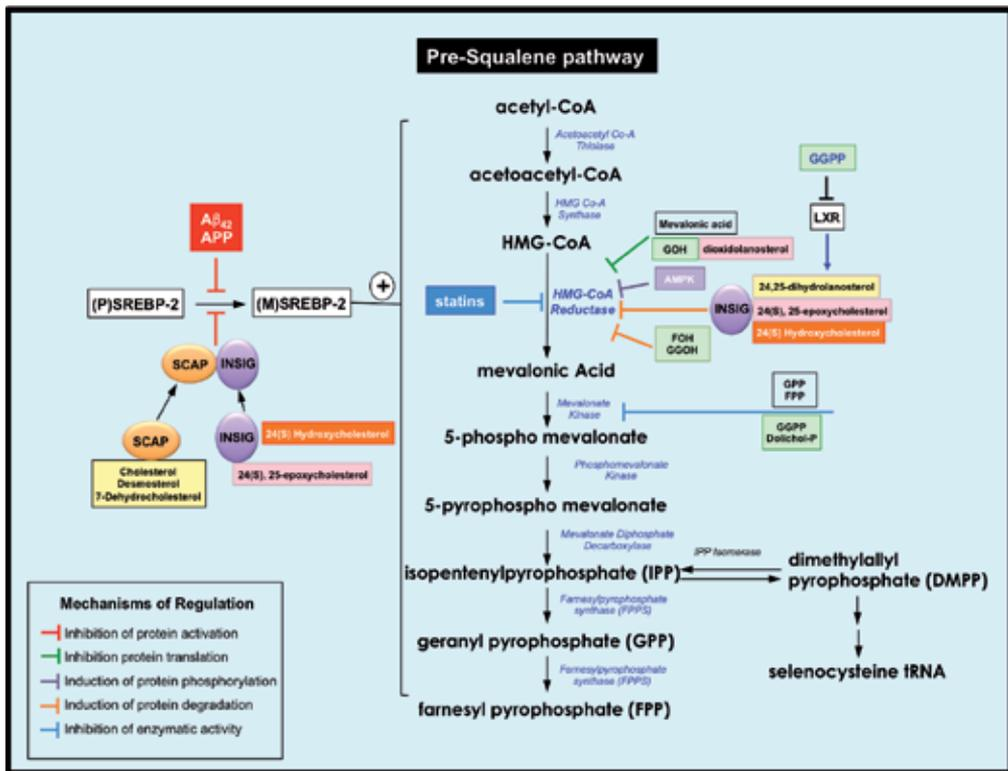 Pre-Squalene pathway
acetyl-CoA
Acetoacetyl Co-A
Thiolase
acetoacetyl-CoA
HMG Co-A
Synthase
HMG-CoA
GGPP
LXR
Mevalonic acid
GOH
dioxidolanosterol
AMPK
HMG-CoA
Reductase
statins
INSIG
24,25-dihydrolanosterol
24(S), 25-epoxycholesterol
24(S) Hydroxycholesterol
FOH
GGOH
Aβ42
APP
(P)SREBP-2
(M)SREBP-2
+
SCAP
INSIG
SCAP
INSIG
24(S) Hydroxycholesterol
24(S), 25-epoxycholesterol
Cholesterol
Desmosterol
7-Dehydrocholesterol
mevalonic Acid
Mevalonate
Kinase
GPP
FPP
GGPP
Dolichol-P
5-phospho mevalonate
Phosphomevalonate
Kinase
5-pyrophospho mevalonate
Mevalonate Diphosphate
Decarboxylase
isopentenylpyrophosphate (IPP)
IPP Isomerase
dimethylallyl
pyrophosphate (DMPP)
Farnesylpyrophosphate
synthase (FPPS)
geranyl pyrophosphate (GPP)
selenocysteine tRNA
Farnesylpyrophosphate
synthase (FPPS)
farnesyl pyrophosphate (FPP)
Mechanisms of Regulation
Inhibition of protein activation
Inhibition protein translation
Induction of protein phosphorylation
Induction of protein degradation
Inhibition of enzymatic activity